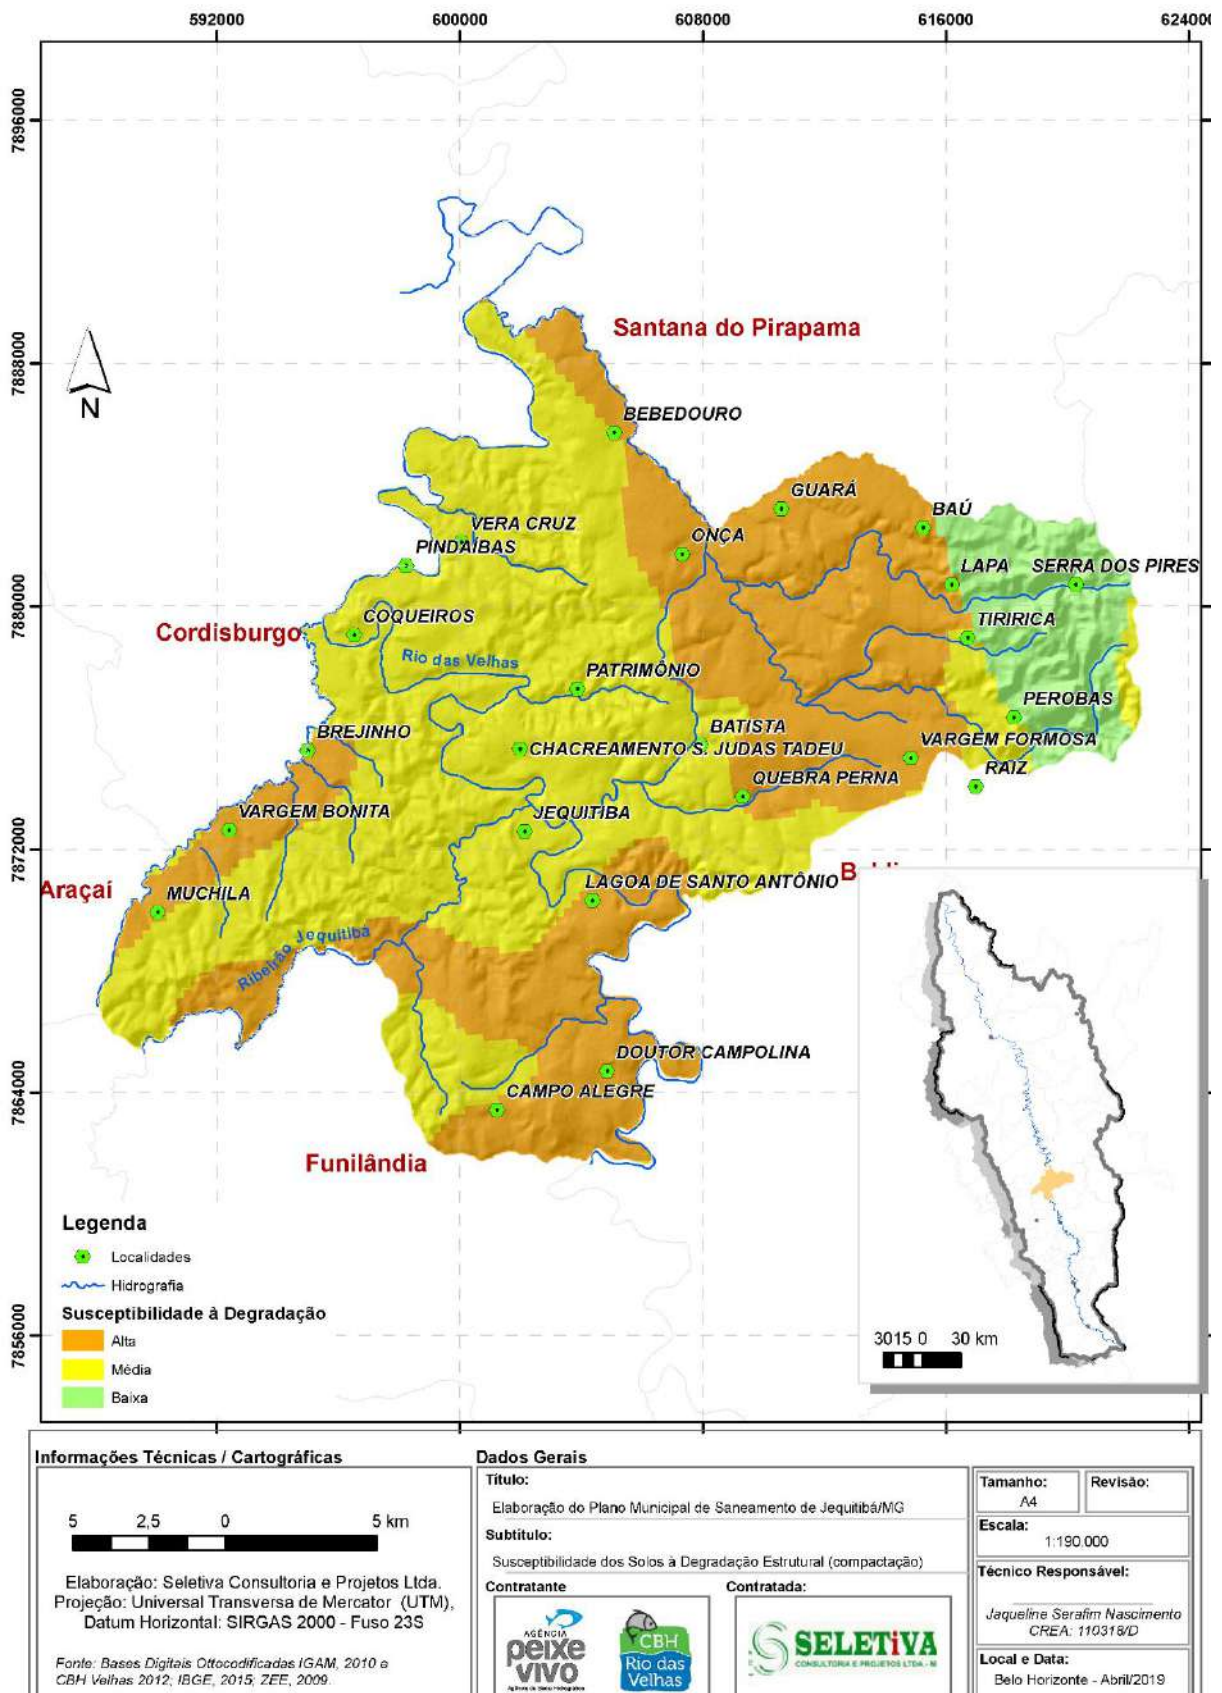 592000 600000 608000 616000 624000
7896000
Santana do Pirapama
7888000
N
BEBEDOURO
GUARÁ
BAÚ
VERA CRUZ
ONÇA
PINDAÍBAS
LAPA SERRA DOS PIRES
7880000
COQUEIROS
TIRIRICA
Cordisburgo
Rio das Velhas
PATRIMÔNIO
PEROBAS
BREJINHO
BATISTA
VARGEM FORMOSA
CHACREAMENTO S. JUDAS TADEU
RAIZ
QUEBRA PERNA
VARGEM BONITA
JEQUITIBA
7872000
Araçaí
MUCHILA
LAGOA DE SANTO ANTÔNIO
Ribeirão Jequitibá
DOUTOR CAMPOLINA
7864000
CAMPO ALEGRE
Funilândia
Legenda
Localidades
Hidrografia
Susceptibilidade à Degradação
Alta
Média
Baixa
7856000
3015 0 30 km
Informações Técnicas / Cartográficas
5 2,5 0 5 km
Elaboração: Seletiva Consultoria e Projetos Ltda.
Projeção: Universal Transversa de Mercator (UTM),
Datum Horizontal: SIRGAS 2000 - Fuso 23S
Fonte: Bases Digitais Ottocodificadas IGAM, 2010 e
CBH Velhas 2012; IBGE, 2015; ZEE, 2009.
Dados Gerais
Título:
Elaboração do Plano Municipal de Saneamento de Jequitibá/MG
Subtítulo:
Susceptibilidade dos Solos à Degradação Estrutural (compactação)
Contratante
AGÊNCIA
peixe
vivo
CBH
Rio das
Velhas
Contratada:
SELETiVA
CONSULTORIA E PROJETOS LTDA - M
Tamanho:
A4
Revisão:
Escala:
1:190.000
Técnico Responsável:
Jaqueline Serafim Nascimento
CREA: 110318/D
Local e Data:
Belo Horizonte - Abril/2019